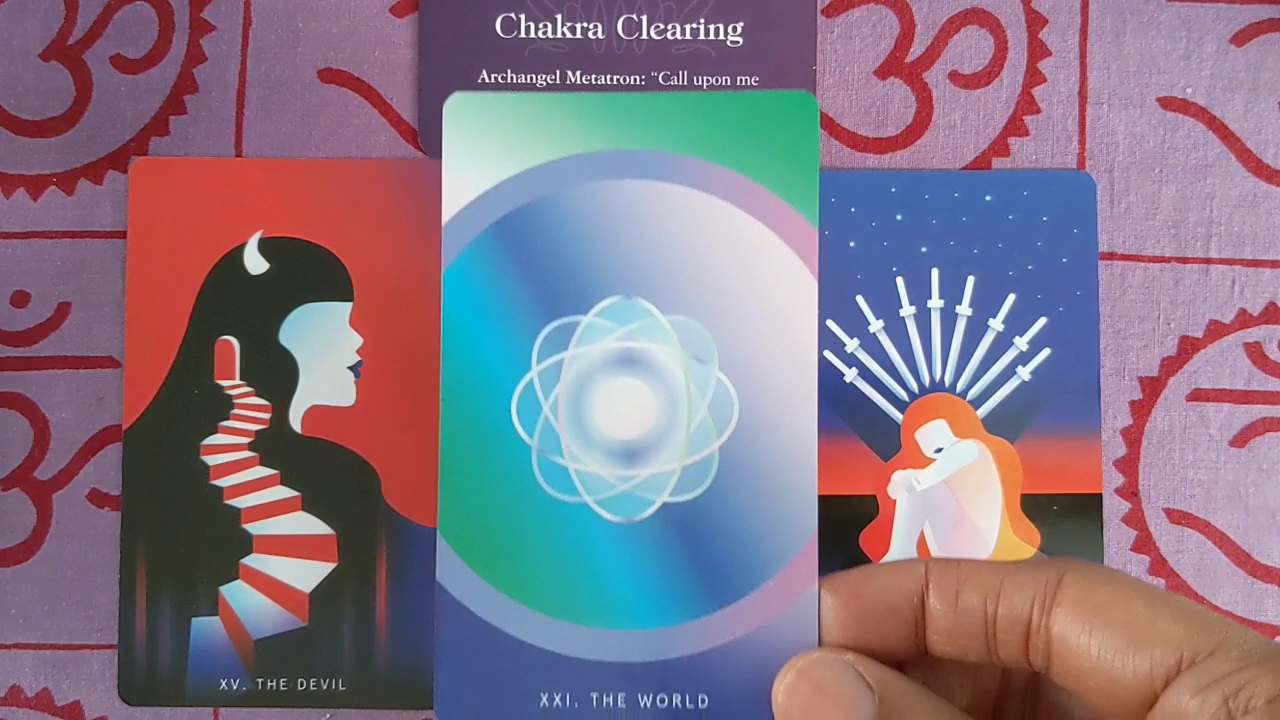 Chakra Clearing
Archangel Metatron: “Call upon me
XV. THE DEVIL
XXI. THE WORLD